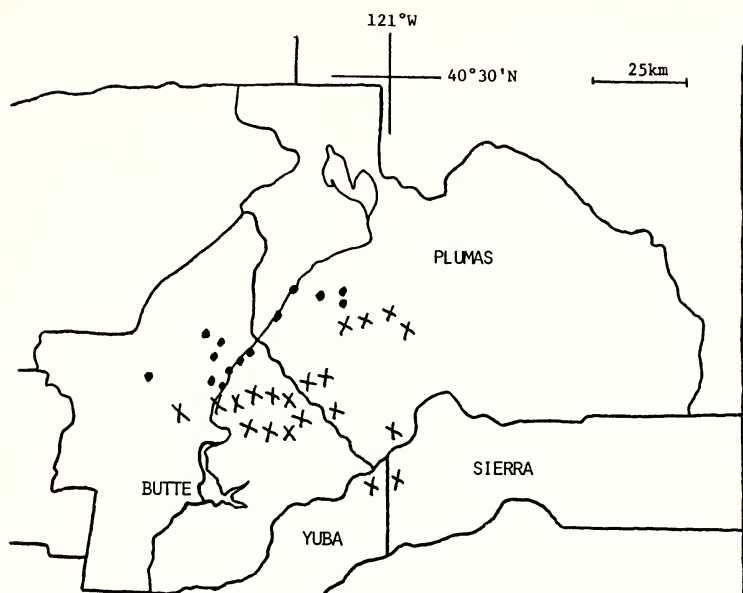 121°W
40°30'N
25km
PLUMAS
BUTTE
SIERRA
YUBA